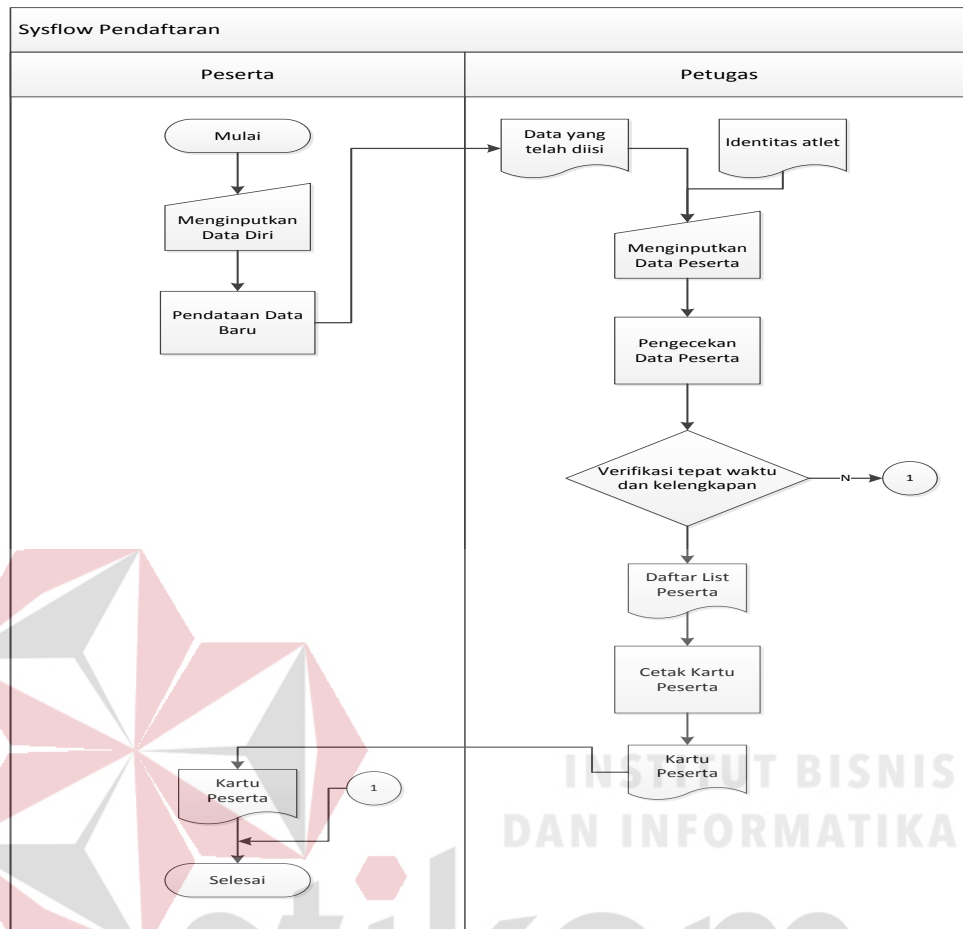 Sysflow Pendaftaran
Peserta
Petugas
Mulai
Menginputkan
Data Diri
Pendataan Data
Baru
Data yang
telah diisi
Identitas atlet
Menginputkan
Data Peserta
Pengecekan
Data Peserta
Verifikasi tepat waktu
dan kelengkapan
N
1
Daftar List
Peserta
Cetak Kartu
Peserta
Kartu
Peserta
Kartu
Peserta
1
Selesai
INSTITUT BISNIS
DAN INFORMATIKA
stikom